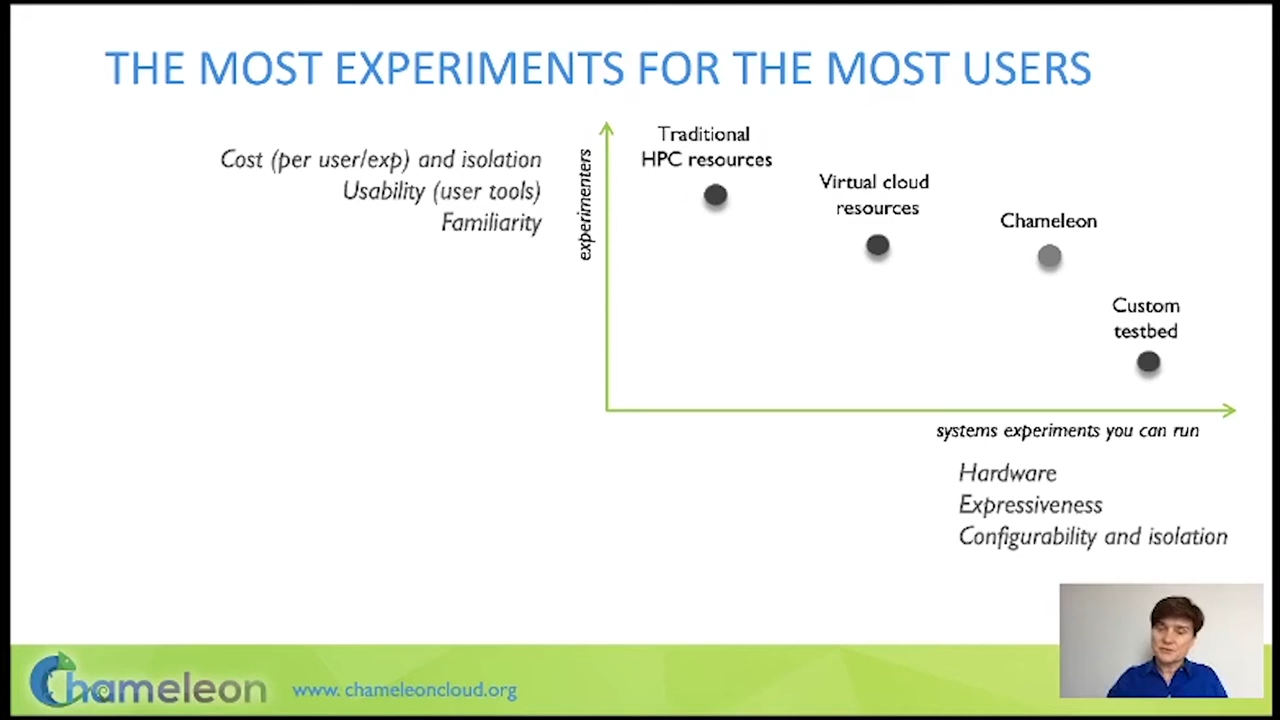 THE MOST EXPERIMENTS FOR THE MOST USERS
Cost (per user/exp) and isolation
Usability (user tools)
Familiarity
experimenters
Traditional
HPC resources
Virtual cloud
resources
Chameleon
Custom
testbed
systems experiments you can run
Hardware
Expressiveness
Configurability and isolation
Chameleon
www. chameleoncloud.org